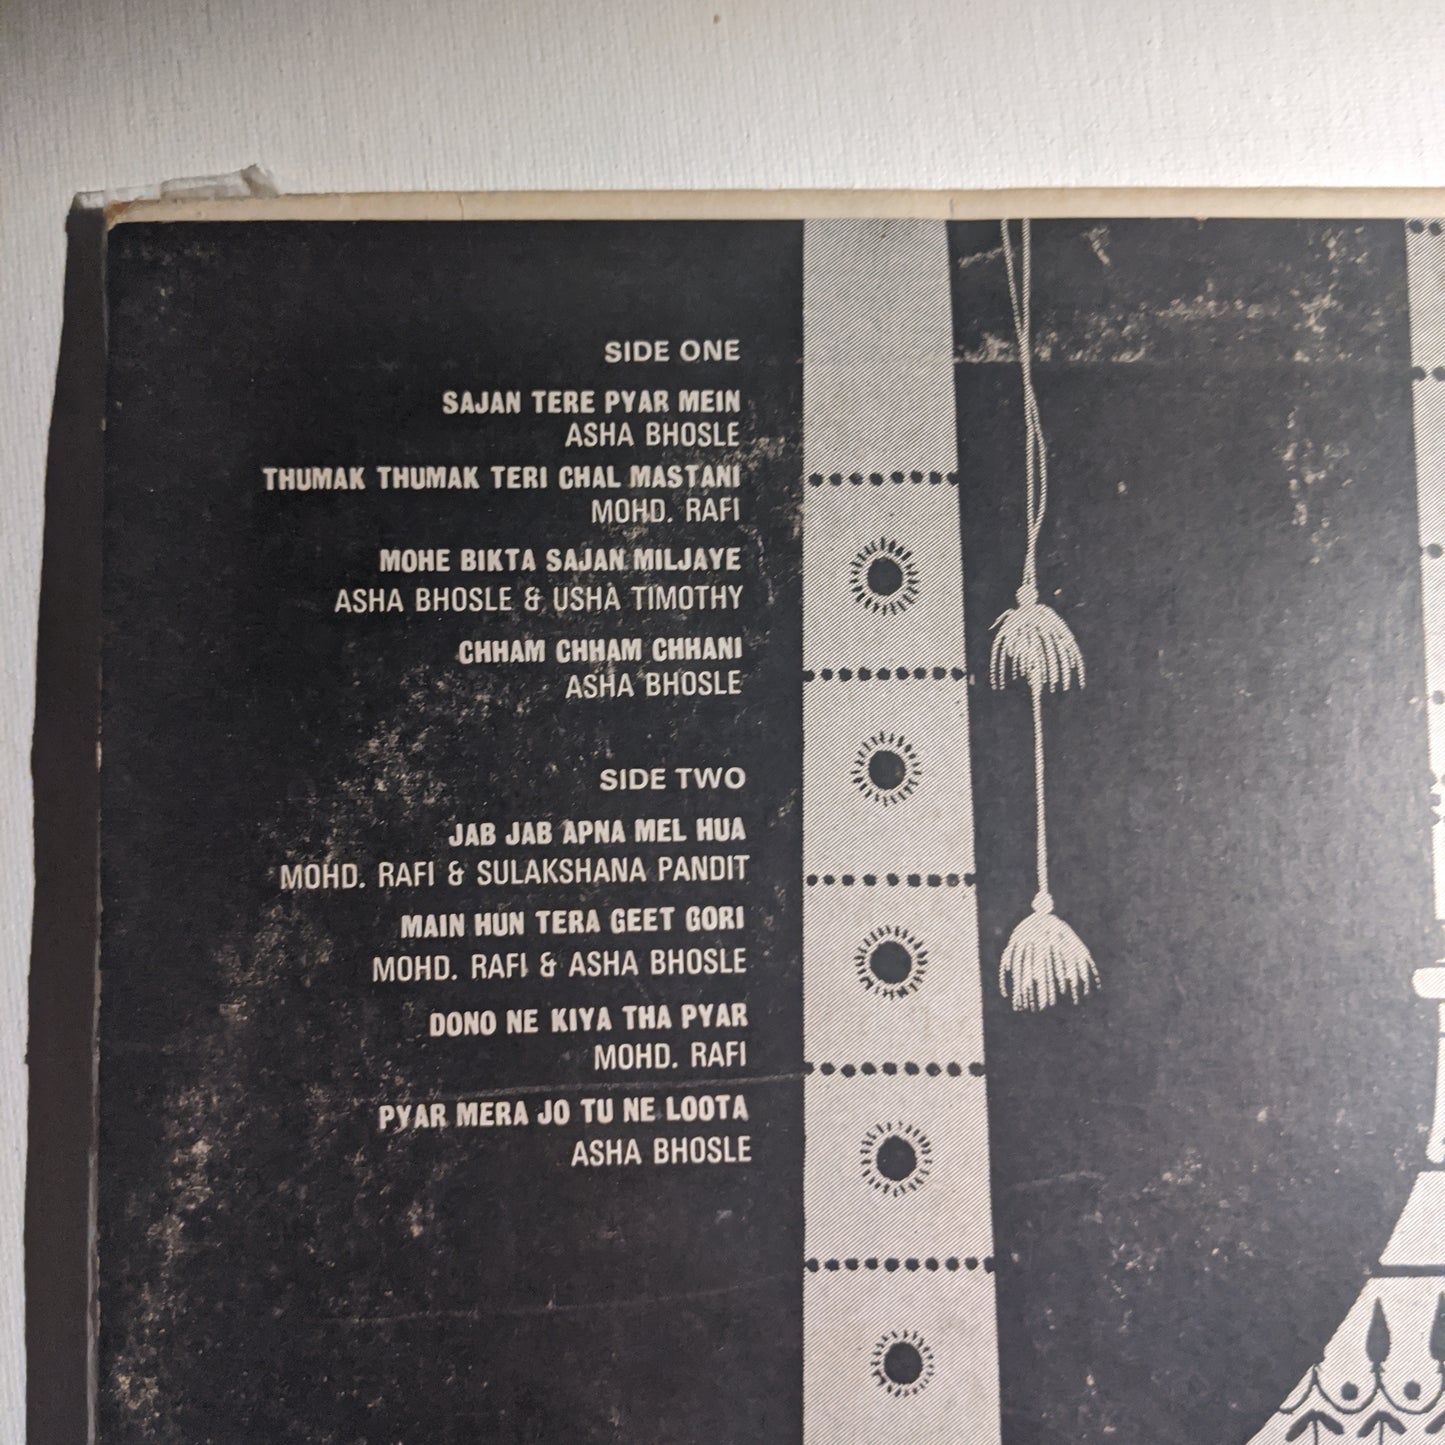 SIDE ONE
SAJAN TERE PYAR MEIN
ASHA BHOSLE
THUMAK THUMAK TERI CHAL MASTANI
MOHD. RAFI
MOHE BIKTA SAJAN MILJAYE
ASHA BHOSLE & USHA TIMOTHY
CHHAM CHHAM CHHANI
ASHA BHOSLE
SIDE TWO
JAB JAB APNA MEL HUA
MOHD. RAFI & SULAKSHANA PANDIT
MAIN HUN TERA GEET GORI
MOHD. RAFI & ASHA BHOSLE
DONO NE KIYA THA PYAR
MOHD. RAFI
PYAR MERA JO TU NE LOOTA
ASHA BHOSLE